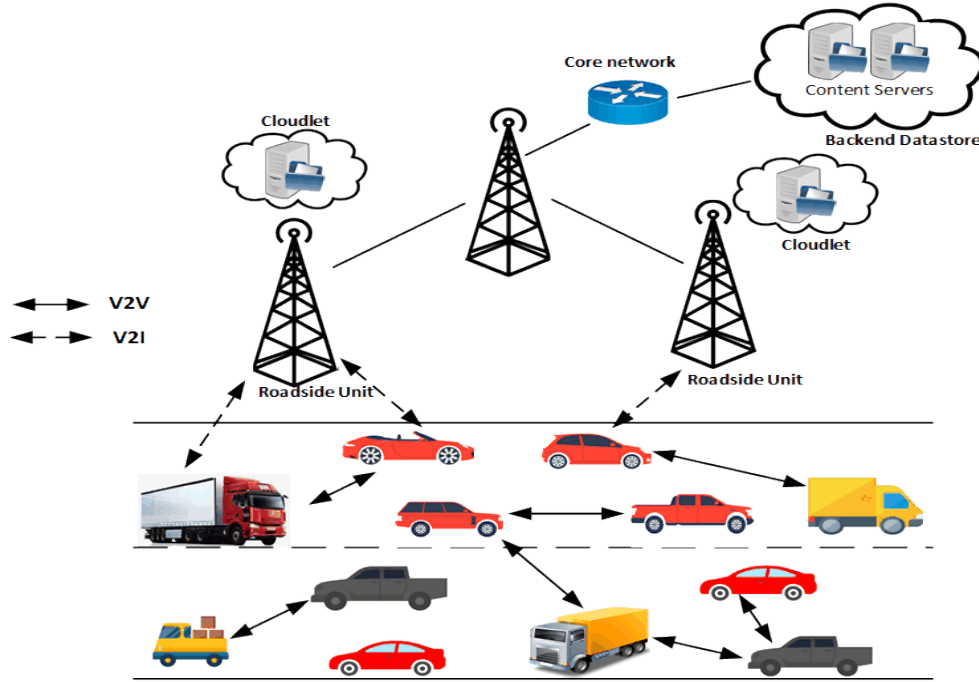 Core network
Content Servers
Backend Datastore
Cloudlet
Cloudlet
V2V
V2I
Roadside Unit
Roadside Unit